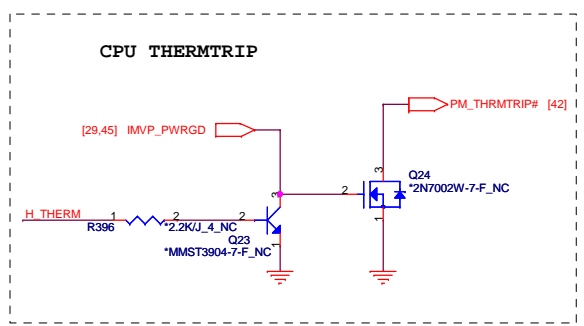 CPU THERMTRIP
PM_THRMTRIP# [42]
[29,45] IMVP_PWRGD
3
3
Q24
2
*2N7002W-7-F_NC
H_THERM
1
2
2
1
R396
*2.2K/J_4_NC
Q23
1
*MMST3904-7-F_NC